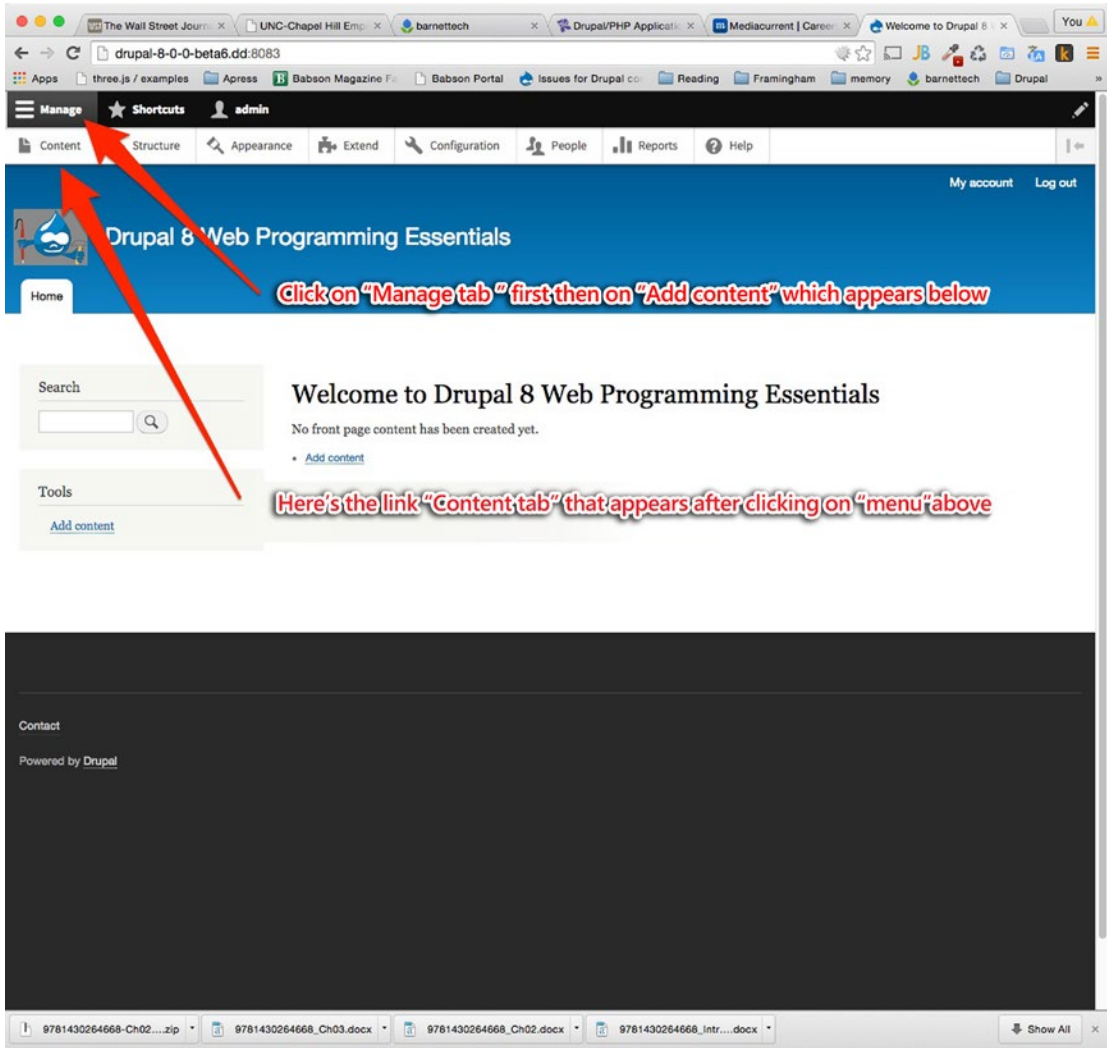 The Wall Street Journ
UNC-Chapel Hill Emp
barnettech
Drupal/PHP Applicatio
Mediacurrent | Career
Welcome to Drupal 8
You
drupal-8-0-0-beta6.dd:8083
Apps three.js / examples Apress Babson Magazine Fa Babson Portal Issues for Drupal cor Reading Framingham memory barnettech Drupal »
Manage Shortcuts admin
Content Structure Appearance Extend Configuration People Reports Help
My account Log out
Drupal 8 Web Programming Essentials
Home
Click on "Manage tab " first then on "Add content" which appears below
Search
Welcome to Drupal 8 Web Programming Essentials
No front page content has been created yet.
Add content
Tools
Add content
Here's the link "Content tab" that appears after clicking on "menu"above
Contact
Powered by Drupal
9781430264668-Ch02....zip 9781430264668_Ch03.docx 9781430264668_Ch02.docx 9781430264668_Intr....docx Show All